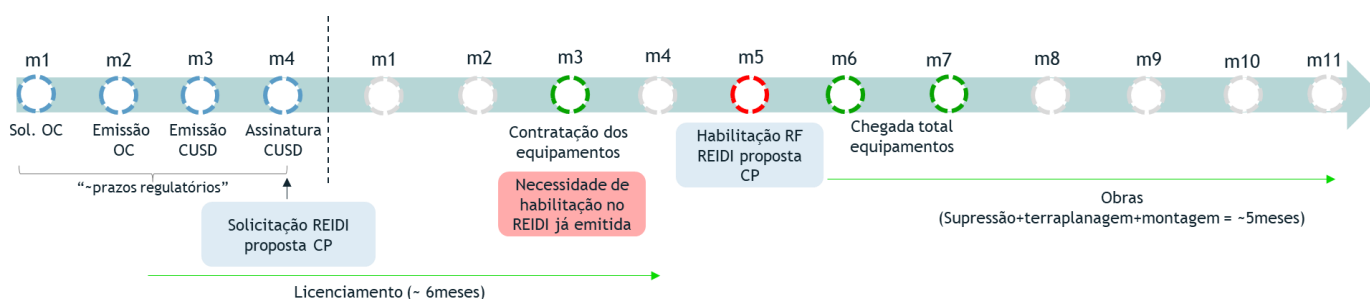 m1 m2 m3 m4 m1 m2 m3 m4 m5 m6 m7 m8 m9 m10 m11
Sol. OC
Emissão
OC
Emissão
CUSD
Assinatura
CUSD
"~prazos regulatórios"
Solicitação REIDI
proposta CP
Licenciamento (~ 6meses)
Contratação dos
equipamentos
Necessidade de
habilitação no
REIDI já emitida
Habilitação RF
REIDI proposta
CP
Chegada total
equipamentos
Obras
(Supressão+terraplanagem+montagem = ~5meses)